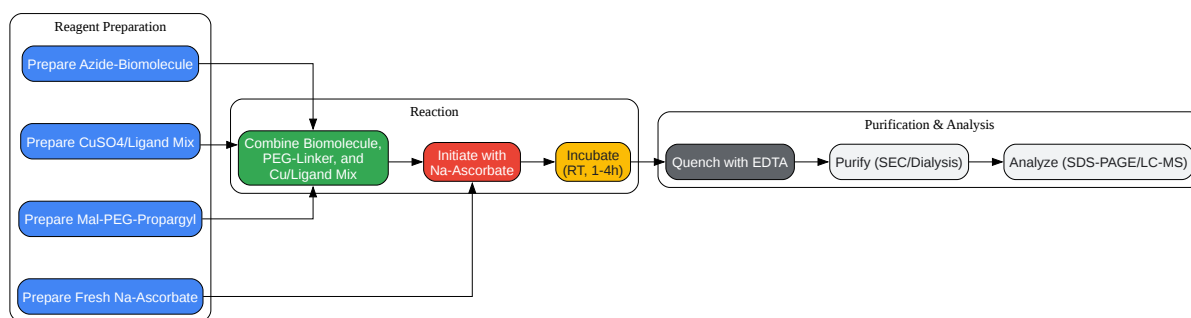 Reagent Preparation
Prepare Azide-Biomolecule
Prepare CuSO4/Ligand Mix
Prepare Mal-PEG-Propargyl
Prepare Fresh Na-Ascorbate
Reaction
Combine Biomolecule,
PEG-Linker, and
Cu/Ligand Mix
Initiate with
Na-Ascorbate
Incubate
(RT, 1-4h)
Purification & Analysis
Quench with EDTA
Purify (SEC/Dialysis)
Analyze (SDS-PAGE/LC-MS)